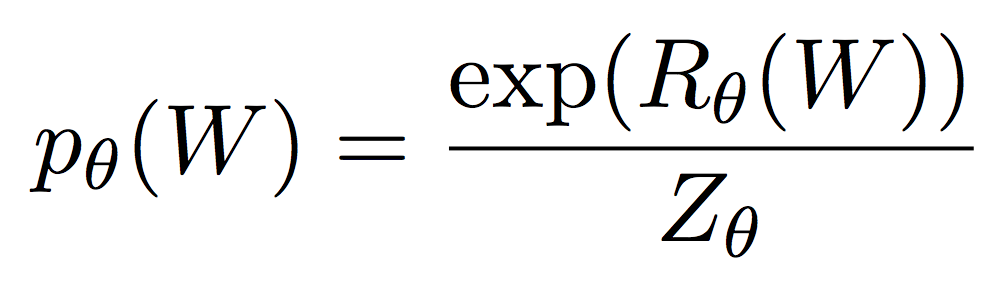 p_θ(W) = exp(R_θ(W)) / Z_θ